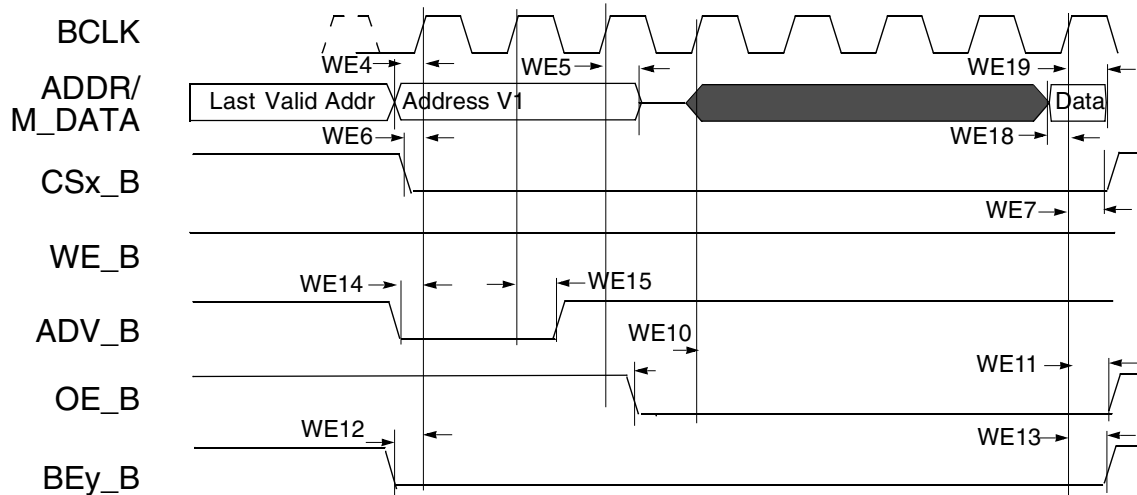 BCLK
WE4
WE5
WE19
ADDR/
M_DATA
Last Valid Addr
Address V1
Data
WE6
WE18
CSx_B
WE7
WE_B
WE14
WE15
ADV_B
WE10
WE11
OE_B
WE12
WE13
BEy_B